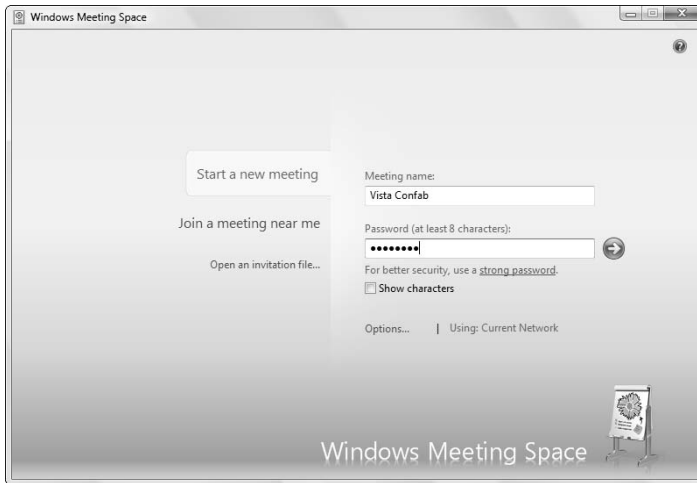 Windows Meeting Space
Start a new meeting
Join a meeting near me
Open an invitation file...
Meeting name:
Vista Confab
Password (at least 8 characters):
••••••••
For better security, use a strong password.
Show characters
Options... | Using: Current Network
Windows Meeting Space